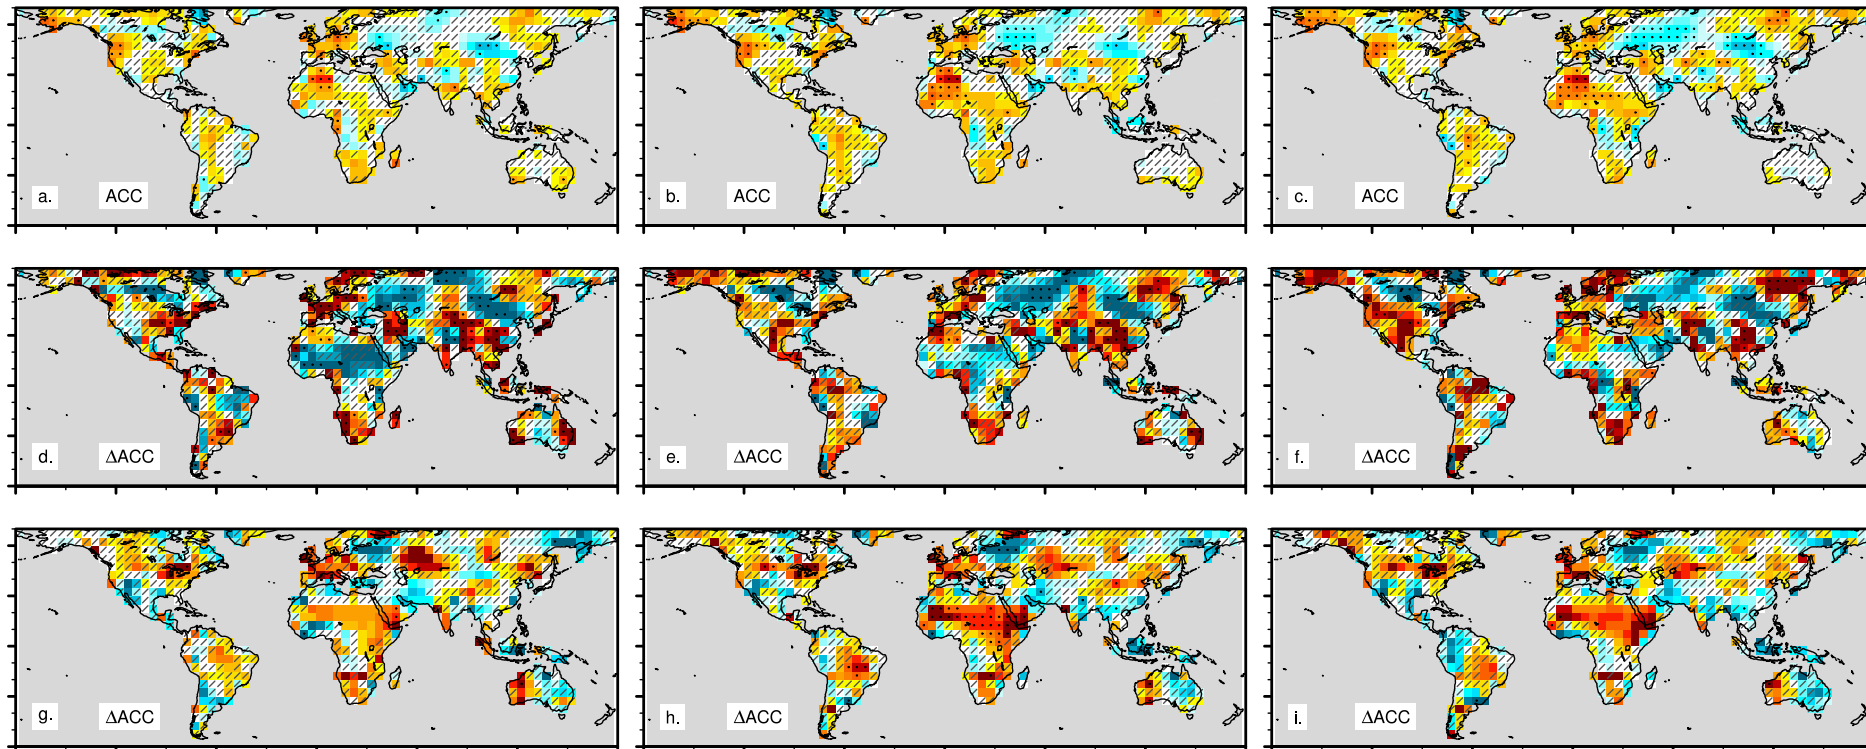 a. ACC
b. ACC
c. ACC
d. ΔACC
e. ΔACC
f. ΔACC
g. ΔACC
h. ΔACC
i. ΔACC